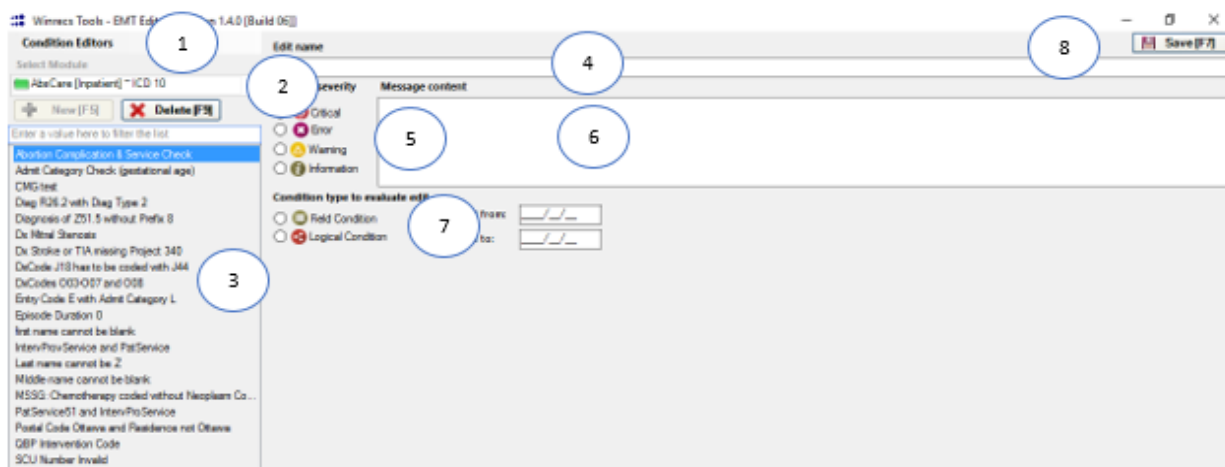 Winrecs Tools - EMT Edit 1.4.0 [Build 06]]
1
8
Save [F7]
Condition Editors
Edit name
Select Module
4
AbsCare [Inpatient] ~ ICD 10
2
severity
Message content
New [F5]
Delete [F9]
Critical
Enter a value here to filter the list
Error
5
6
Warning
Information
Abortion Complication & Service Check
Admit Category Check (gestational age)
CMG test
Condition type to evaluate edit
Diag R26.2 with Diag Type 2
Field Condition
7
from:
__/__/__
Diagnosis of Z51.5 without Prefix 8
Logical Condition
to:
__/__/__
Dx Mitral Stenosis
Dx Stroke or TIA missing Project 340
DxCode J18 has to be coded with J44
3
DxCodes O03-O07 and O08
Entry Code E with Admit Category L
Episode Duration 0
first name cannot be blank
IntervProvService and PatService
Last name cannot be Z
Middle name cannot be blank
MSSG: Chemotherapy coded without Neoplasm Co...
PatService61 and IntervProService
Postal Code Ottawa and Residence not Ottawa
QBP Intervention Code
SCU Number Invalid